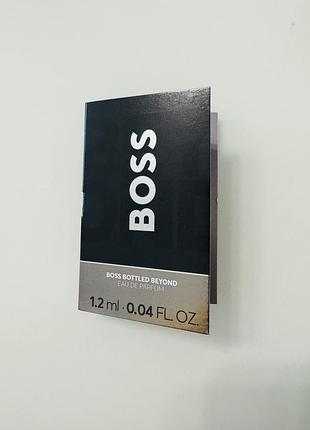 BOSS
BOSS BOTTLED BEYOND
EAU DE PARFUM
1.2 ml · 0.04 FL. OZ.